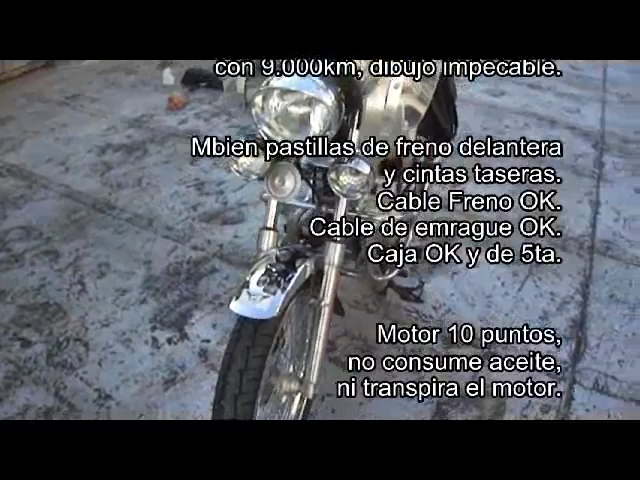 con 9.000km, dibujo impecable.
Mbien pastillas de freno delantera
y cintas taseras.
Cable Freno OK.
Cable de emrague OK.
Caja OK y de 5ta.
Motor 10 puntos,
no consume aceite,
ni transpira el motor.